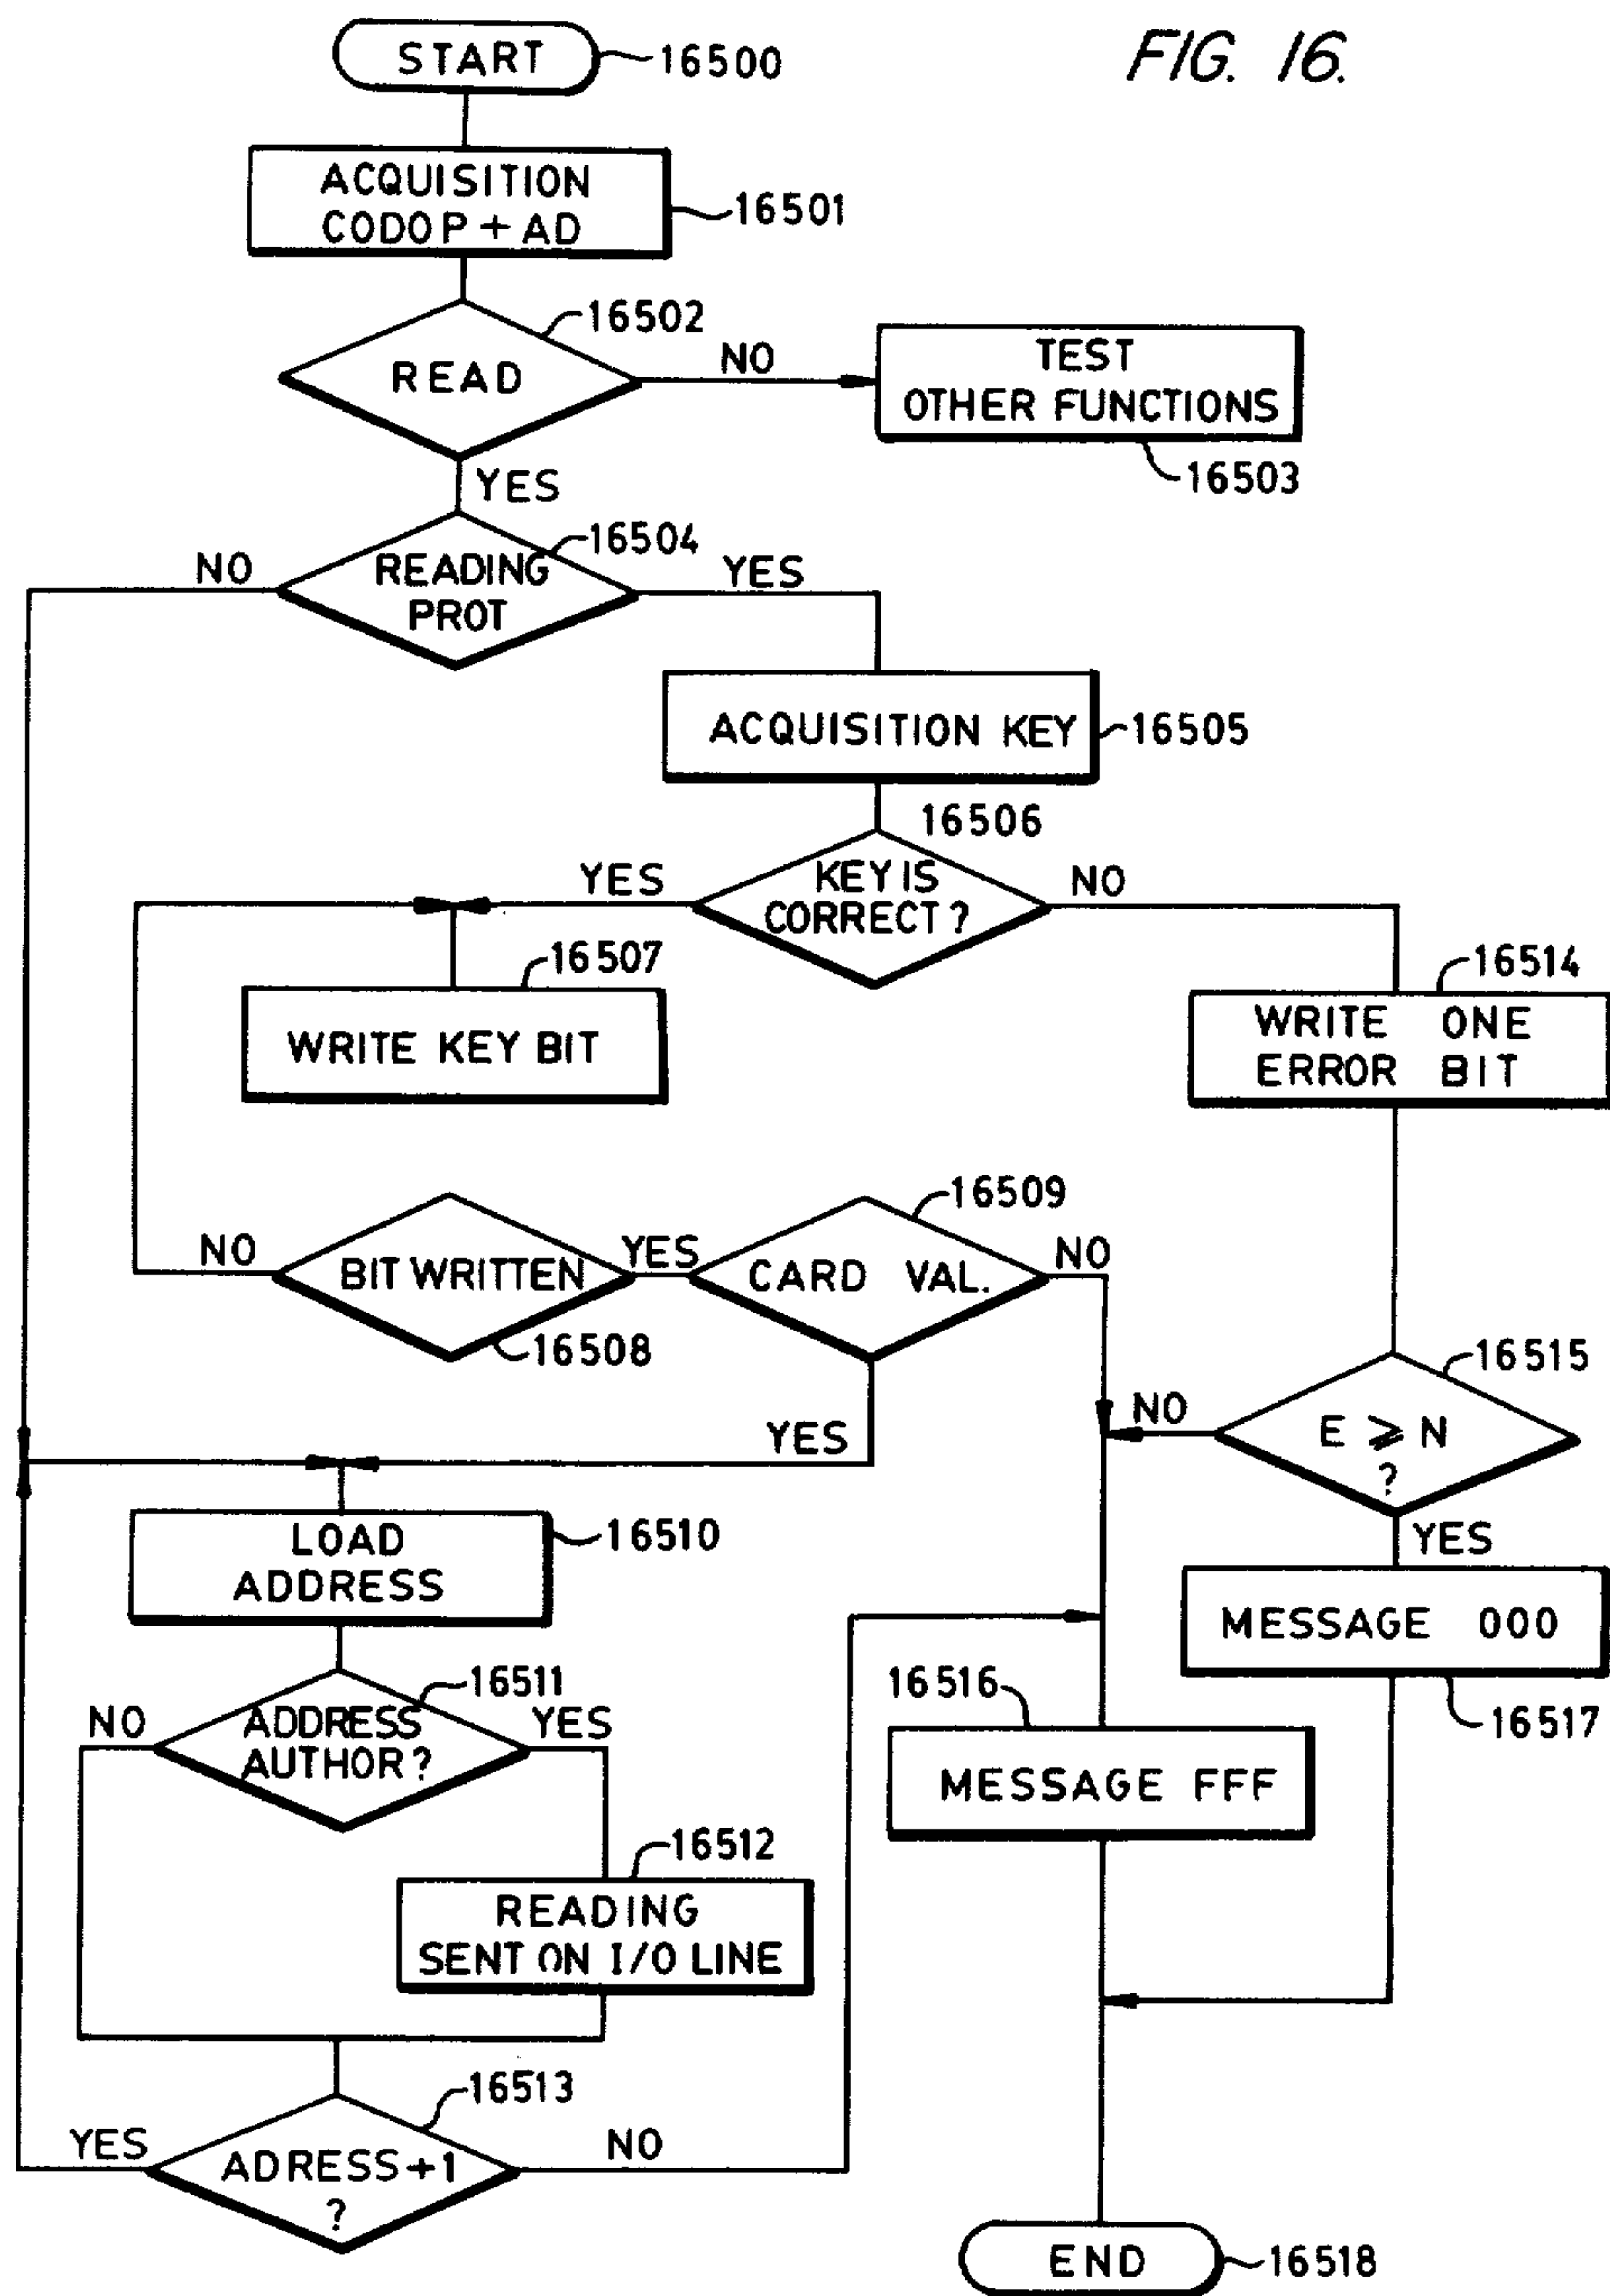 FIG. 16.
START
16500
ACQUISITION
CODOP + AD
16501
16502
READ
NO
TEST
OTHER FUNCTIONS
16503
YES
16504
NO
READING
PROT
YES
ACQUISITION KEY
16505
16506
YES
KEY IS
CORRECT ?
NO
16507
WRITE KEY BIT
16514
WRITE ONE
ERROR BIT
16509
NO
BIT WRITTEN
YES
CARD VAL.
NO
16508
16515
NO
E ⩾ N
?
YES
YES
LOAD
ADDRESS
16510
MESSAGE 000
16517
16511
NO
ADDRESS
AUTHOR ?
YES
16516
MESSAGE FFF
16512
READING
SENT ON I/O LINE
16513
YES
ADRESS+1
?
NO
END
16518